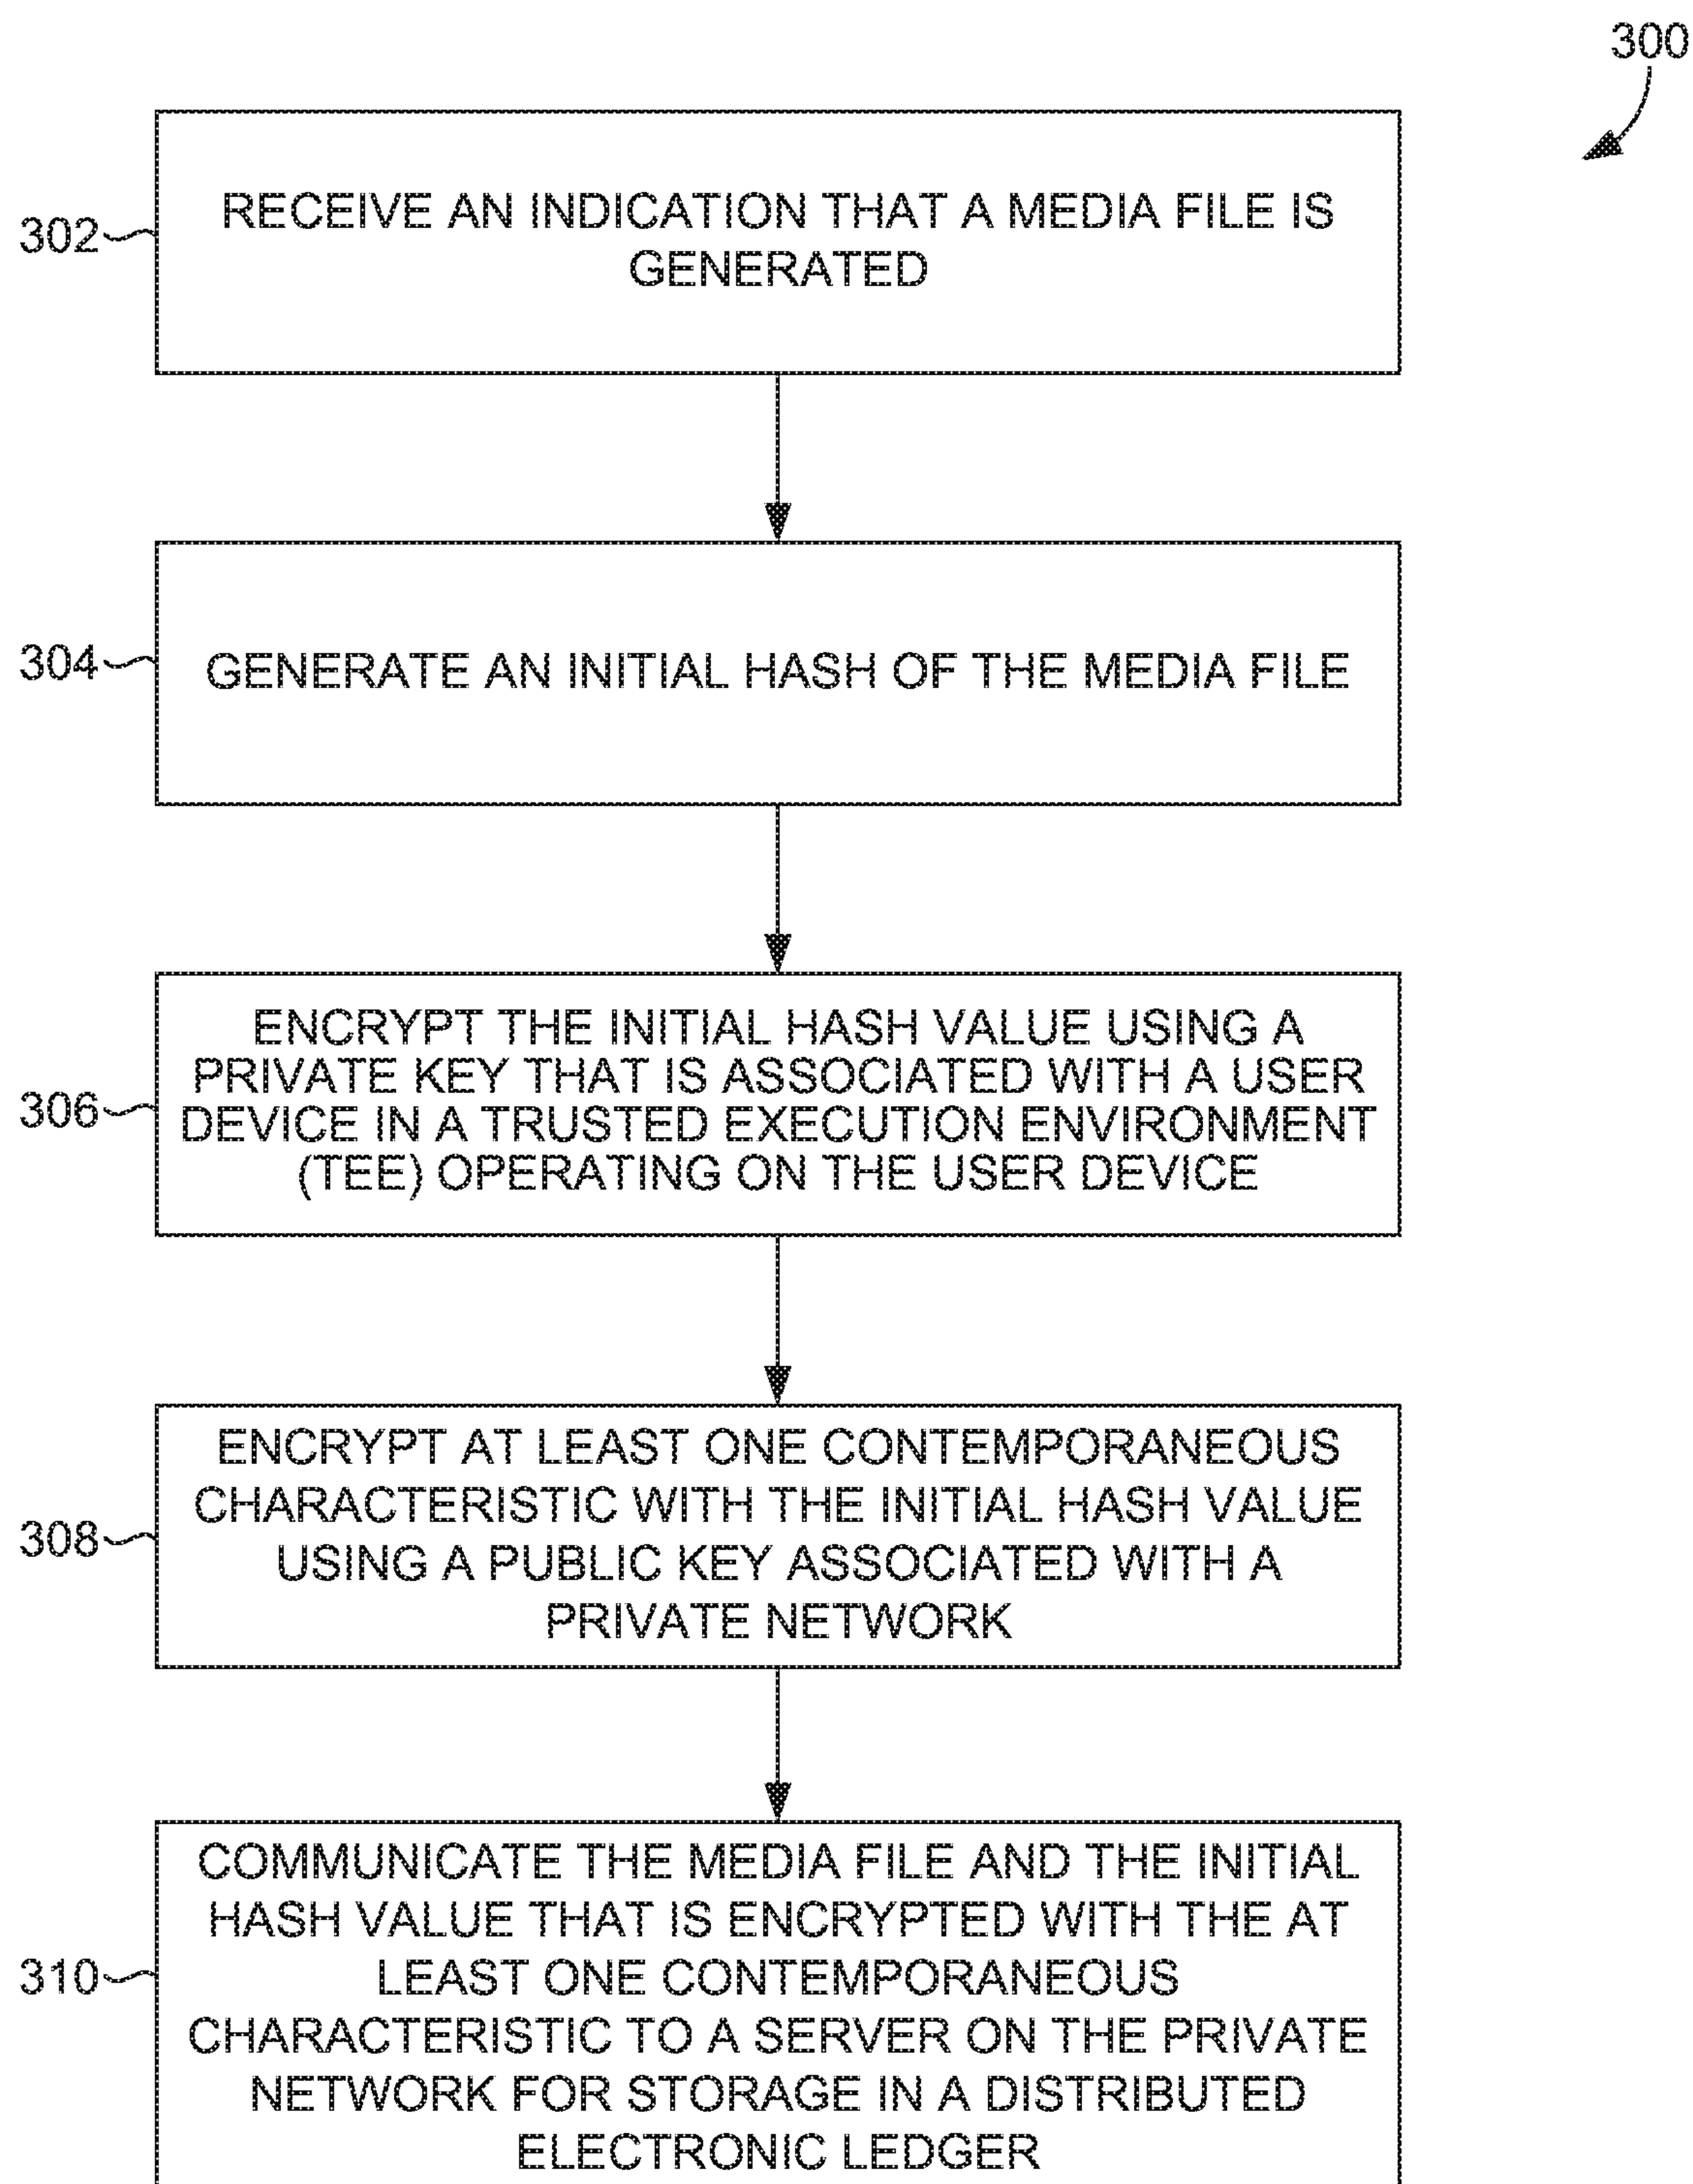 300
302
RECEIVE AN INDICATION THAT A MEDIA FILE IS
GENERATED
304
GENERATE AN INITIAL HASH OF THE MEDIA FILE
306
ENCRYPT THE INITIAL HASH VALUE USING A
PRIVATE KEY THAT IS ASSOCIATED WITH A USER
DEVICE IN A TRUSTED EXECUTION ENVIRONMENT
(TEE) OPERATING ON THE USER DEVICE
308
ENCRYPT AT LEAST ONE CONTEMPORANEOUS
CHARACTERISTIC WITH THE INITIAL HASH VALUE
USING A PUBLIC KEY ASSOCIATED WITH A
PRIVATE NETWORK
310
COMMUNICATE THE MEDIA FILE AND THE INITIAL
HASH VALUE THAT IS ENCRYPTED WITH THE AT
LEAST ONE CONTEMPORANEOUS
CHARACTERISTIC TO A SERVER ON THE PRIVATE
NETWORK FOR STORAGE IN A DISTRIBUTED
ELECTRONIC LEDGER